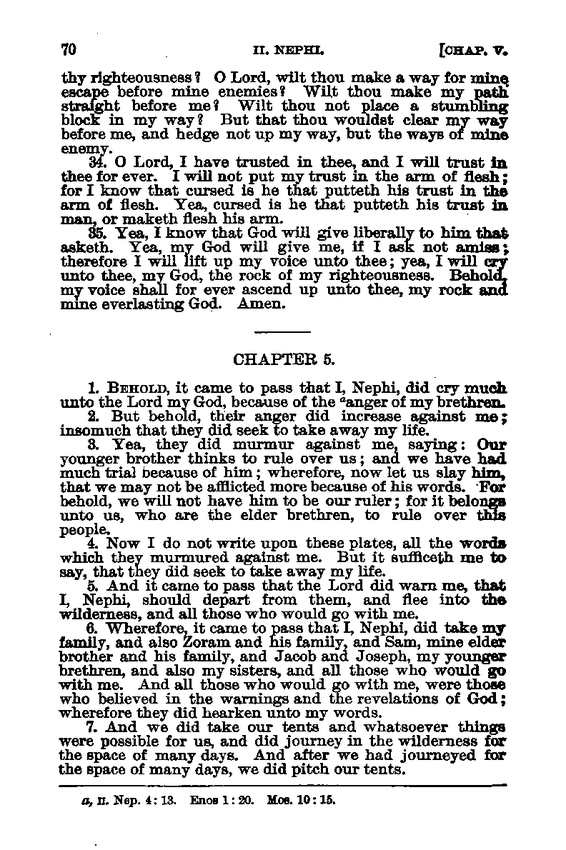 70 II. NEPHI. [CHAP. V.
thy righteousness? O Lord, wilt thou make a way for mine
escape before mine enemies? Wilt thou make my path
straight before me? Wilt thou not place a stumbling
block in my way? But that thou wouldst clear my way
before me, and hedge not up my way, but the ways of mine
enemy.
34. O Lord, I have trusted in thee, and I will trust in
thee for ever. I will not put my trust in the arm of flesh;
for I know that cursed is he that putteth his trust in the
arm of flesh. Yea, cursed is he that putteth his trust in
man, or maketh flesh his arm.
35. Yea, I know that God will give liberally to him that
asketh. Yea, my God will give me, if I ask not amiss;
therefore I will lift up my voice unto thee; yea, I will cry
unto thee, my God, the rock of my righteousness. Behold,
my voice shall for ever ascend up unto thee, my rock and
mine everlasting God. Amen.
CHAPTER 5.
1. BEHOLD, it came to pass that I, Nephi, did cry much
unto the Lord my God, because of the ᵃanger of my brethren.
2. But behold, their anger did increase against me;
insomuch that they did seek to take away my life.
3. Yea, they did murmur against me, saying: Our
younger brother thinks to rule over us; and we have had
much trial because of him; wherefore, now let us slay him,
that we may not be afflicted more because of his words. For
behold, we will not have him to be our ruler; for it belongs
unto us, who are the elder brethren, to rule over this
people.
4. Now I do not write upon these plates, all the words
which they murmured against me. But it sufficeth me to
say, that they did seek to take away my life.
5. And it came to pass that the Lord did warn me, that
I, Nephi, should depart from them, and flee into the
wilderness, and all those who would go with me.
6. Wherefore, it came to pass that I, Nephi, did take my
family, and also Zoram and his family, and Sam, mine elder
brother and his family, and Jacob and Joseph, my younger
brethren, and also my sisters, and all those who would go
with me. And all those who would go with me, were those
who believed in the warnings and the revelations of God;
wherefore they did hearken unto my words.
7. And we did take our tents and whatsoever things
were possible for us, and did journey in the wilderness for
the space of many days. And after we had journeyed for
the space of many days, we did pitch our tents.
a, II. Nep. 4: 13. Enos 1: 20. Mos. 10: 15.